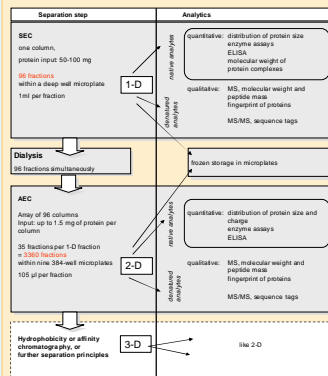 Separation step
Analytics
SEC
one column,
protein input 50-100 mg
96 fractions
within a deep well microplate
1ml per fraction
1-D
native analytes
denatured analytes
quantitative: distribution of protein size
enzyme assays
ELISA
molecular weight of
protein complexes
qualitative: MS, molecular weight and
peptide mass
fingerprint of proteins
MS/MS, sequence tags
Dialysis
96 fractions simultaneously
frozen storage in microplates
AEC
Array of 96 columns
Input: up to 1.5 mg of protein per
column
35 fractions per 1-D fraction
= 3360 fractions
within nine 384-well microplates
105 µl per fraction
2-D
native analytes
denatured analytes
quantitative: distribution of protein size and
charge
enzyme assays
ELISA
qualitative: MS, molecular weight and
peptide mass
fingerprint of proteins
MS/MS, sequence tags
Hydrophobicity or affinity
chromatography, or
further separation principles
3-D
like 2-D